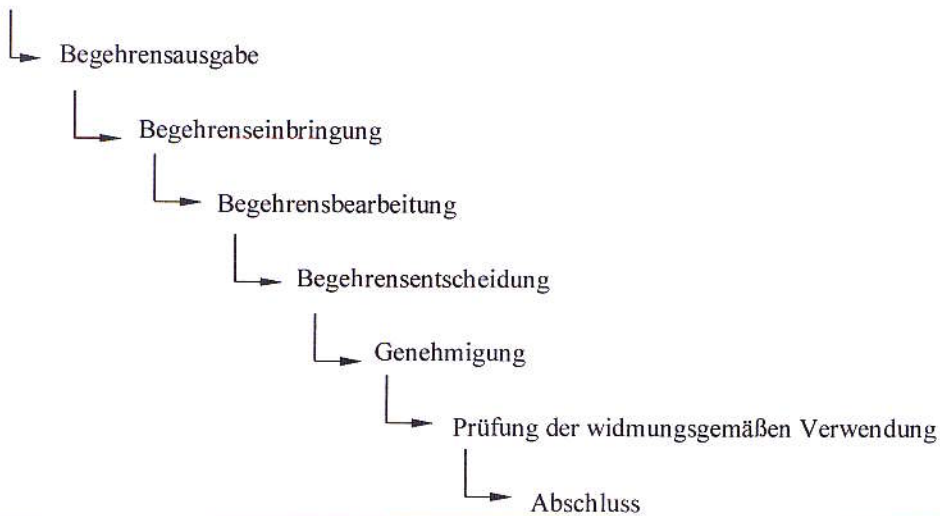 Begehrensausgabe
Begehrenseinbringung
Begehrensbearbeitung
Begehrensentscheidung
Genehmigung
Prüfung der widmungsgemäßen Verwendung
Abschluss